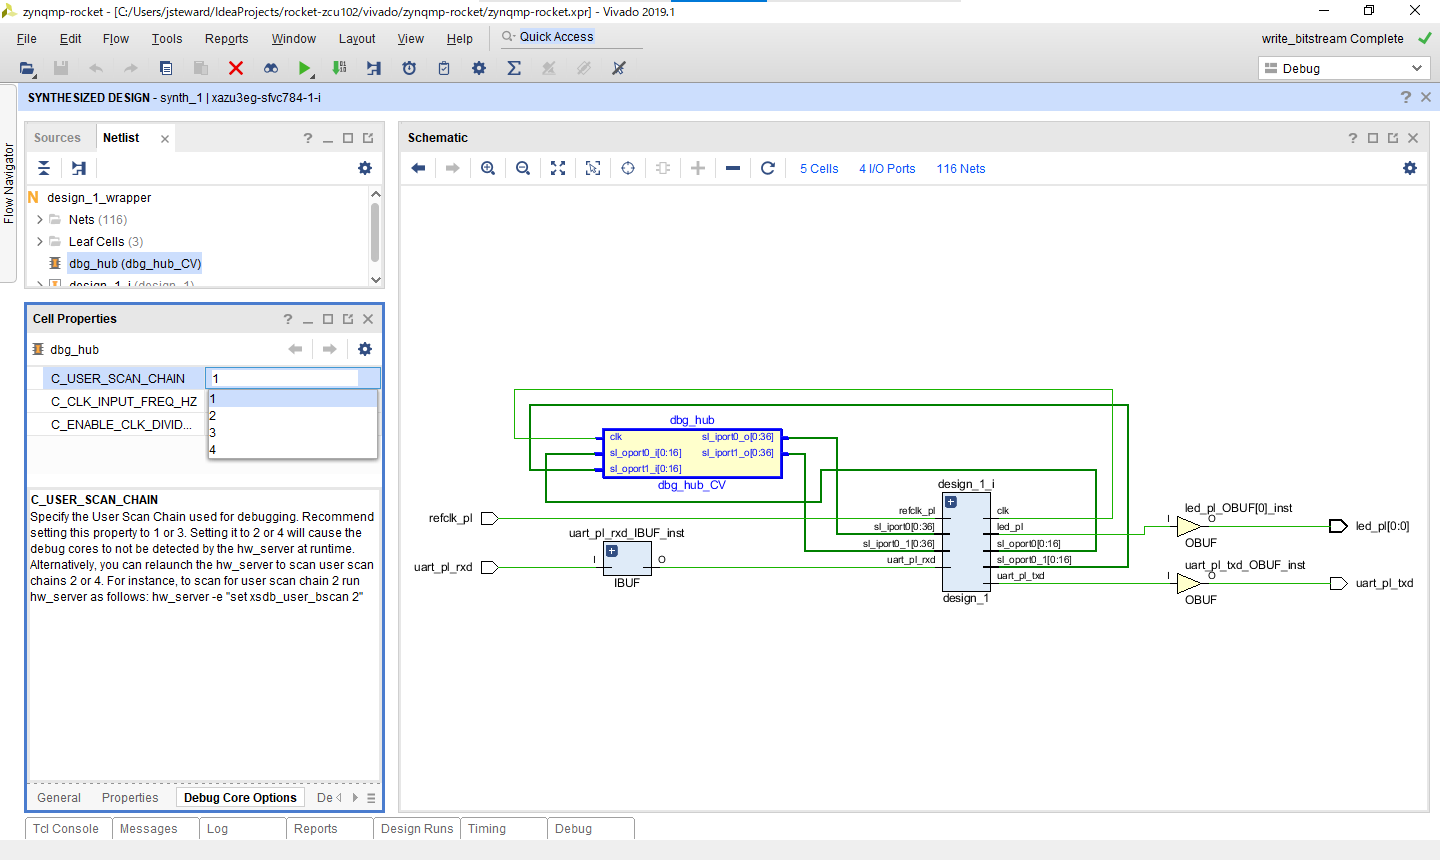 zynqmp-rocket - [C:/Users/jsteward/IdeaProjects/rocket-zcu102/vivado/zynqmp-rocket/zynqmp-rocket.xpr] - Vivado 2019.1
File Edit Flow Tools Reports Window Layout View Help Quick Access write_bitstream Complete
Debug
SYNTHESIZED DESIGN - synth_1 | xazu3eg-sfvc784-1-i
Flow Navigator
Sources Netlist
design_1_wrapper
Nets (116)
Leaf Cells (3)
dbg_hub (dbg_hub_CV)
design_1_i (design_1)
Cell Properties
dbg_hub
C_USER_SCAN_CHAIN 1
C_CLK_INPUT_FREQ_HZ
C_ENABLE_CLK_DIVID...
1
2
3
4
C_USER_SCAN_CHAIN
Specify the User Scan Chain used for debugging. Recommend
setting this property to 1 or 3. Setting it to 2 or 4 will cause the
debug cores to not be detected by the hw_server at runtime.
Alternatively, you can relaunch the hw_server to scan user scan
chains 2 or 4. For instance, to scan for user scan chain 2 run
hw_server as follows: hw_server -e "set xsdb_user_bscan 2"
General Properties Debug Core Options De
Schematic
5 Cells 4 I/O Ports 116 Nets
dbg_hub
clk sl_iport0_o[0:36]
sl_oport0_i[0:16] sl_iport1_o[0:36]
sl_oport1_i[0:16]
dbg_hub_CV
refclk_pl
uart_pl_rxd
uart_pl_rxd_IBUF_inst
I O
IBUF
design_1_i
refclk_pl clk
sl_iport0[0:36] led_pl
sl_iport0_1[0:36] sl_oport0[0:16]
uart_pl_rxd sl_oport0_1[0:16]
uart_pl_txd
design_1
led_pl_OBUF[0]_inst
I O
OBUF
led_pl[0:0]
uart_pl_txd_OBUF_inst
I O
OBUF
uart_pl_txd
Tcl Console Messages Log Reports Design Runs Timing Debug